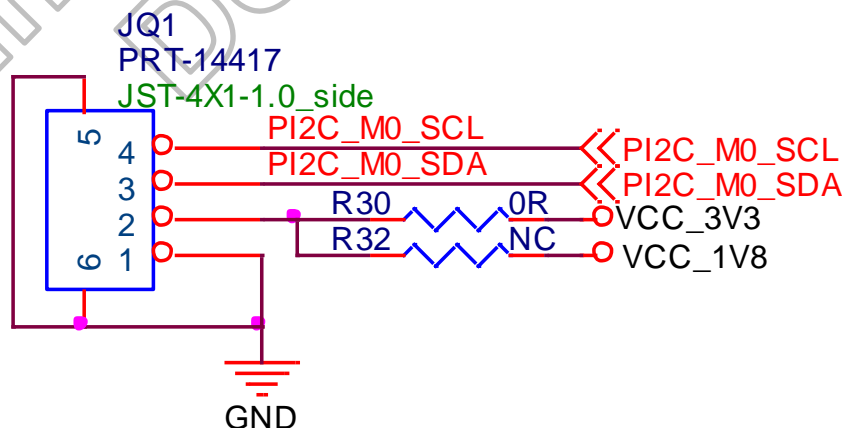 JQ1
PRT-14417
JST-4X1-1.0_side
5
4
PI2C_M0_SCL
PI2C_M0_SCL
3
PI2C_M0_SDA
PI2C_M0_SDA
2
R30
0R
VCC_3V3
6
1
R32
NC
VCC_1V8
GND